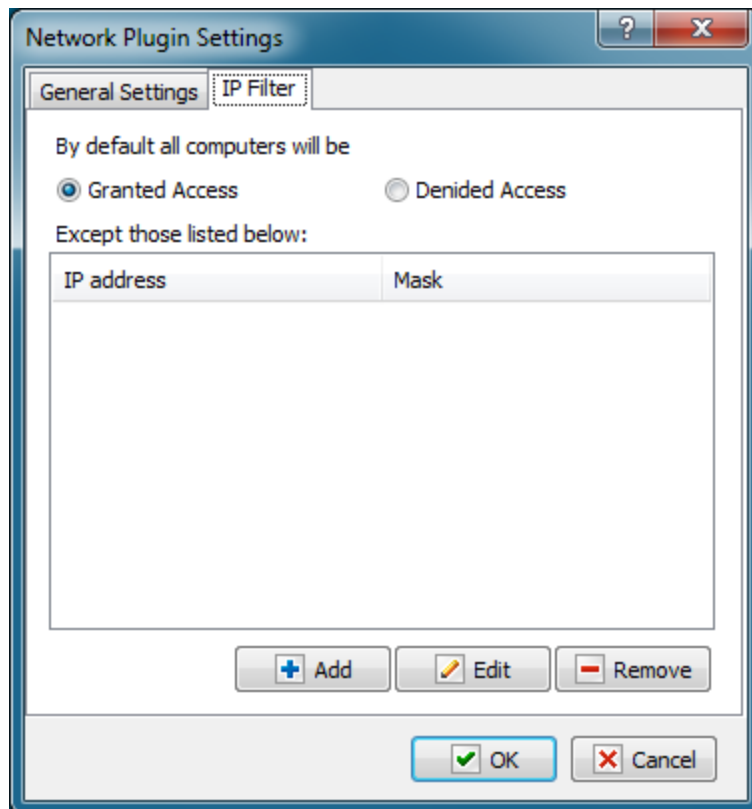 Network Plugin Settings ? X
General Settings IP Filter
By default all computers will be
Granted Access Denided Access
Except those listed below:
IP address Mask
Add Edit Remove
OK Cancel